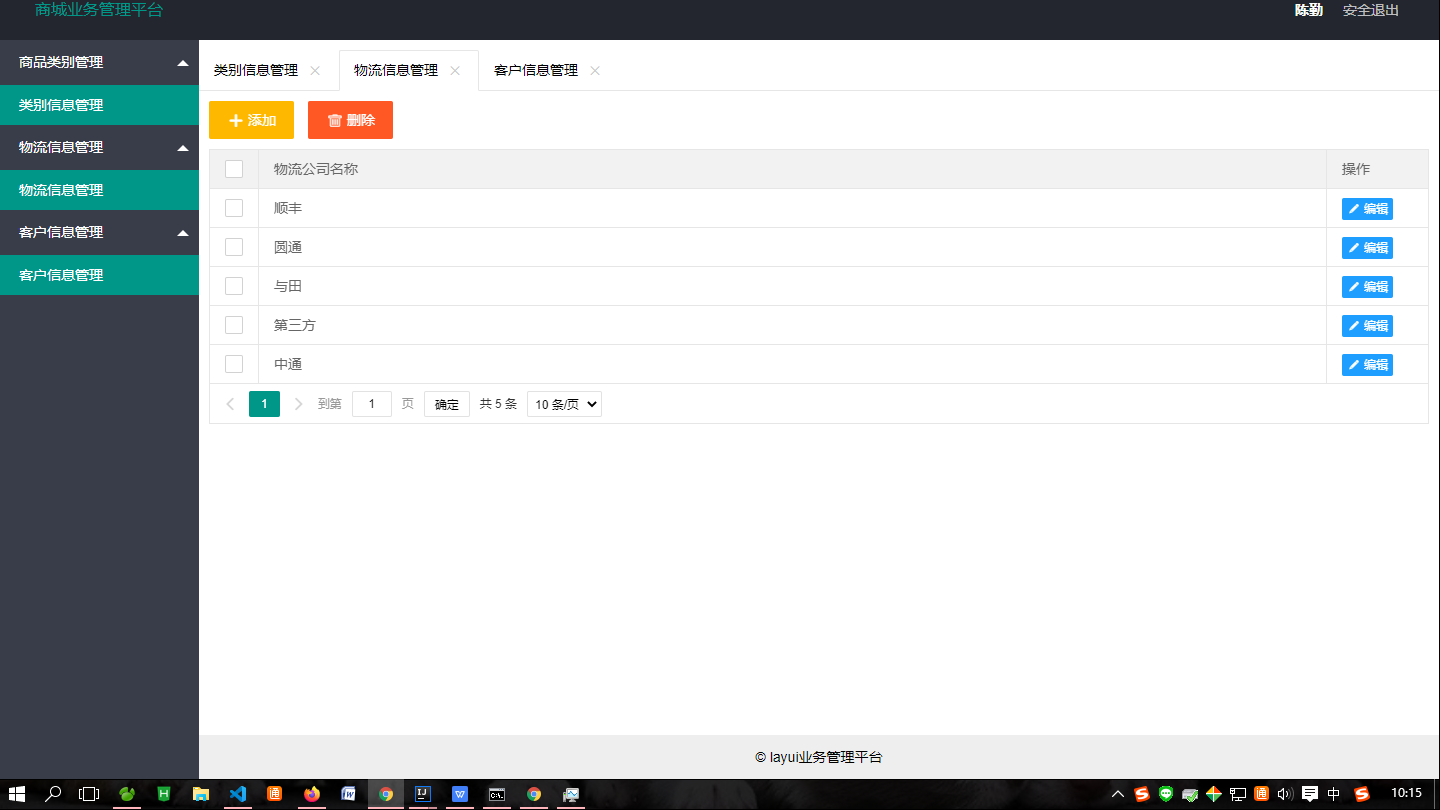 商城业务管理平台
陈勤 安全退出
商品类别管理
类别信息管理
物流信息管理
物流信息管理
客户信息管理
客户信息管理
类别信息管理 物流信息管理 客户信息管理
添加 删除
物流公司名称 操作
顺丰 编辑
圆通 编辑
与田 编辑
第三方 编辑
中通 编辑
1 到第 1 页 确定 共 5 条 10 条/页
© layui业务管理平台
中 10:15